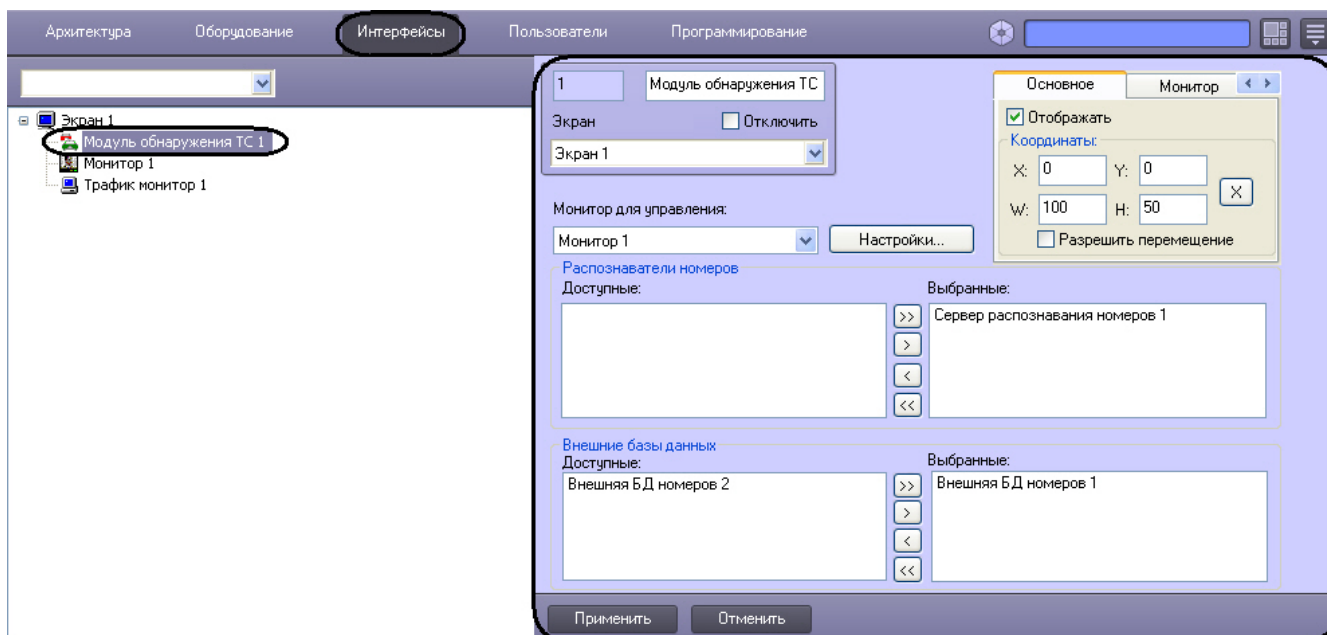 Архитектура Оборудование Интерфейсы Пользователи Программирование
Экран 1
Модуль обнаружения ТС 1
Монитор 1
Трафик монитор 1
1 Модуль обнаружения ТС
Экран Отключить
Экран 1
Основное Монитор
Отображать
Координаты:
X: 0 Y: 0
W: 100 H: 50
X
Разрешить перемещение
Монитор для управления:
Монитор 1 Настройки...
Распознаватели номеров
Доступные: Выбранные:
Сервер распознавания номеров 1
>>
>
<
<<
Внешние базы данных
Доступные: Выбранные:
Внешняя БД номеров 2 Внешняя БД номеров 1
>>
>
<
<<
Применить Отменить